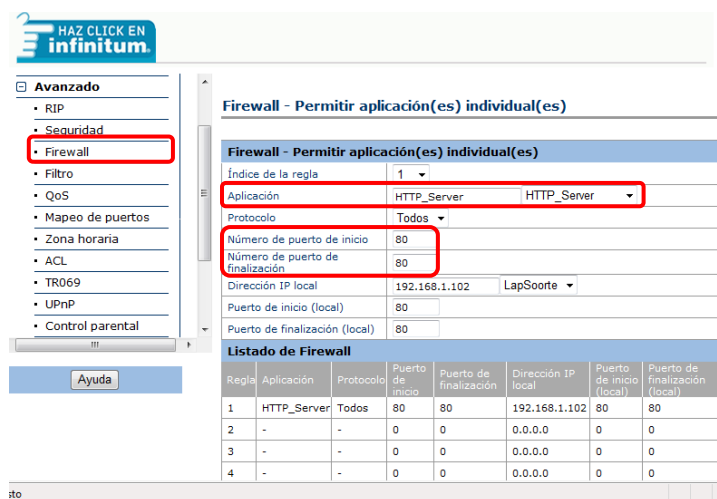 HAZ CLICK EN
infinitum.
Avanzado
RIP
Seguridad
Firewall
Filtro
QoS
Mapeo de puertos
Zona horaria
ACL
TR069
UPnP
Control parental
Ayuda
Firewall - Permitir aplicación(es) individual(es)
Firewall - Permitir aplicación(es) individual(es)
Índice de la regla 1
Aplicación HTTP_Server HTTP_Server
Protocolo Todos
Número de puerto de inicio 80
Número de puerto de finalización 80
Dirección IP local 192.168.1.102 LapSoorte
Puerto de inicio (local) 80
Puerto de finalización (local) 80
Listado de Firewall
Regla Aplicación Protocolo Puerto de inicio Puerto de finalización Dirección IP local Puerto de inicio (local) Puerto de finalización (local)
1 HTTP_Server Todos 80 80 192.168.1.102 80 80
2 - - 0 0 0.0.0.0 0 0
3 - - 0 0 0.0.0.0 0 0
4 - - 0 0 0.0.0.0 0 0
sto